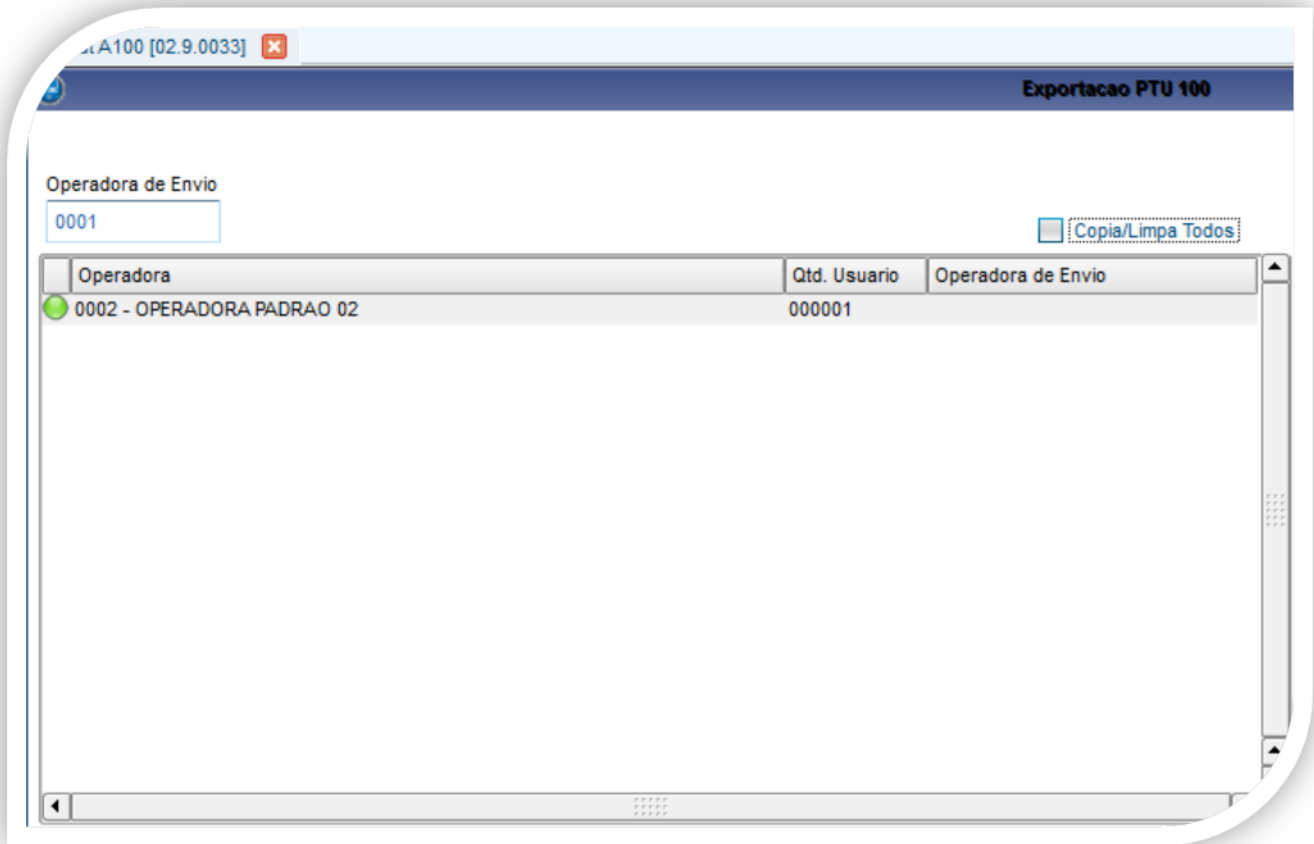 A100 [02.9.0033]
Exportacao PTU 100
Operadora de Envio
0001
Copia/Limpa Todos
Operadora Qtd. Usuario Operadora de Envio
0002 - OPERADORA PADRAO 02 000001